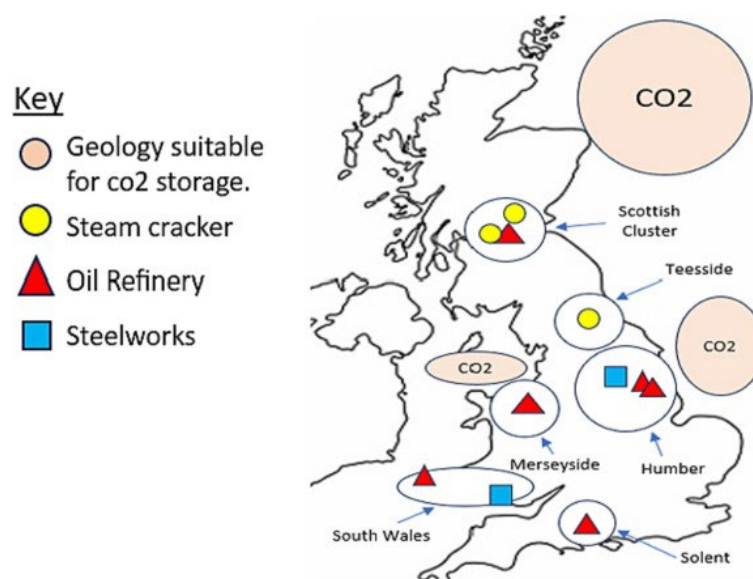 Key
Geology suitable
for co2 storage.
Steam cracker
Oil Refinery
Steelworks
CO2
Scottish
Cluster
Teesside
CO2
CO2
Merseyside
Humber
South Wales
Solent